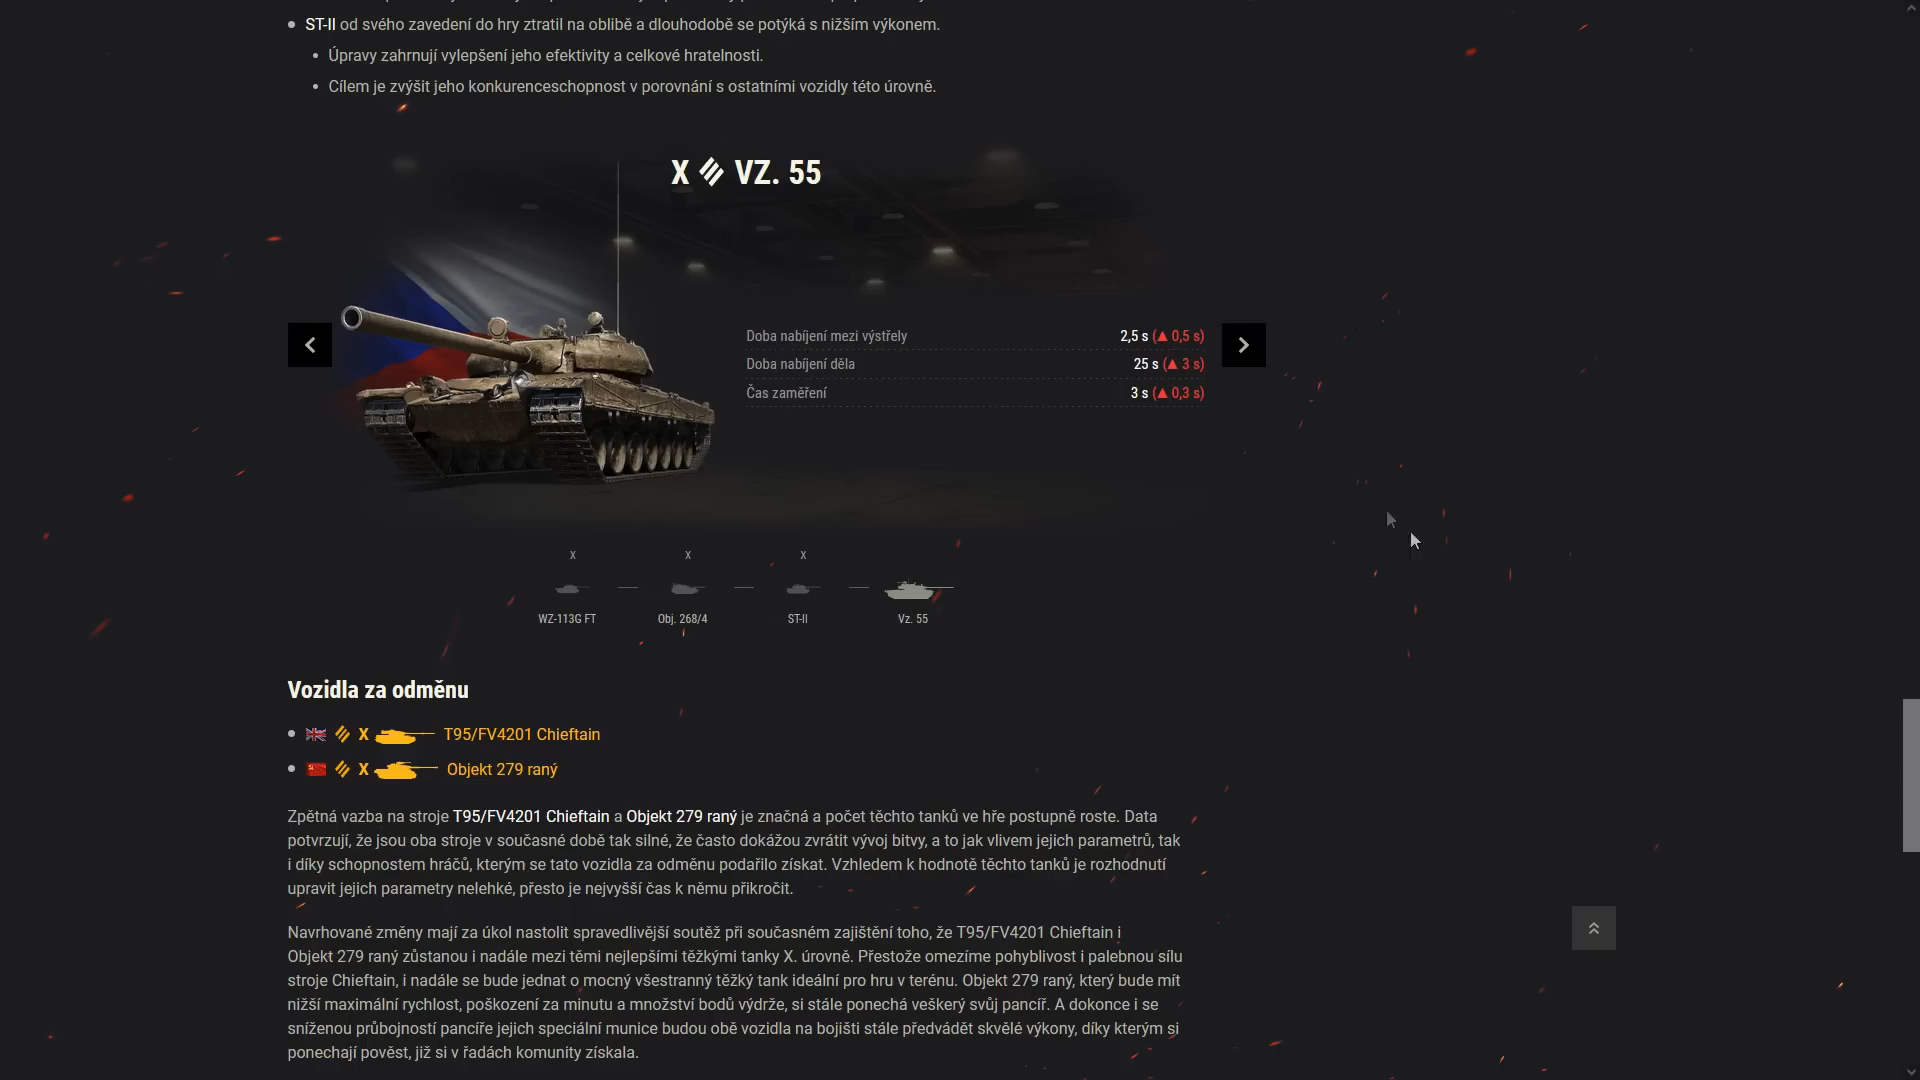 ST-II od svého zavedení do hry ztratil na oblibě a dlouhodobě se potýká s nižším výkonem.
Úpravy zahrnují vylepšení jeho efektivity a celkové hratelnosti.
Cílem je zvýšit jeho konkurenceschopnost v porovnání s ostatními vozidly této úrovně.
X VZ. 55
Doba nabíjení mezi výstřely 2,5 s (▲ 0,5 s)
Doba nabíjení děla 25 s (▲ 3 s)
Čas zaměření 3 s (▲ 0,3 s)
X X X
WZ-113G FT Obj. 268/4 ST-II Vz. 55
Vozidla za odměnu
X T95/FV4201 Chieftain
X Objekt 279 raný
Zpětná vazba na stroje T95/FV4201 Chieftain a Objekt 279 raný je značná a počet těchto tanků ve hře postupně roste. Data
potvrzují, že jsou oba stroje v současné době tak silné, že často dokážou zvrátit vývoj bitvy, a to jak vlivem jejich parametrů, tak
i díky schopnostem hráčů, kterým se tato vozidla za odměnu podařilo získat. Vzhledem k hodnotě těchto tanků je rozhodnutí
upravit jejich parametry nelehké, přesto je nejvyšší čas k němu přikročit.
Navrhované změny mají za úkol nastolit spravedlivější soutěž při současném zajištění toho, že T95/FV4201 Chieftain i
Objekt 279 raný zůstanou i nadále mezi těmi nejlepšími těžkými tanky X. úrovně. Přestože omezíme pohyblivost i palebnou sílu
stroje Chieftain, i nadále se bude jednat o mocný všestranný těžký tank ideální pro hru v terénu. Objekt 279 raný, který bude mít
nižší maximální rychlost, poškození za minutu a množství bodů výdrže, si stále ponechá veškerý svůj pancíř. A dokonce i se
sníženou průbojností pancíře jejich speciální munice budou obě vozidla na bojišti stále předvádět skvělé výkony, díky kterým si
ponechají pověst, již si v řadách komunity získala.